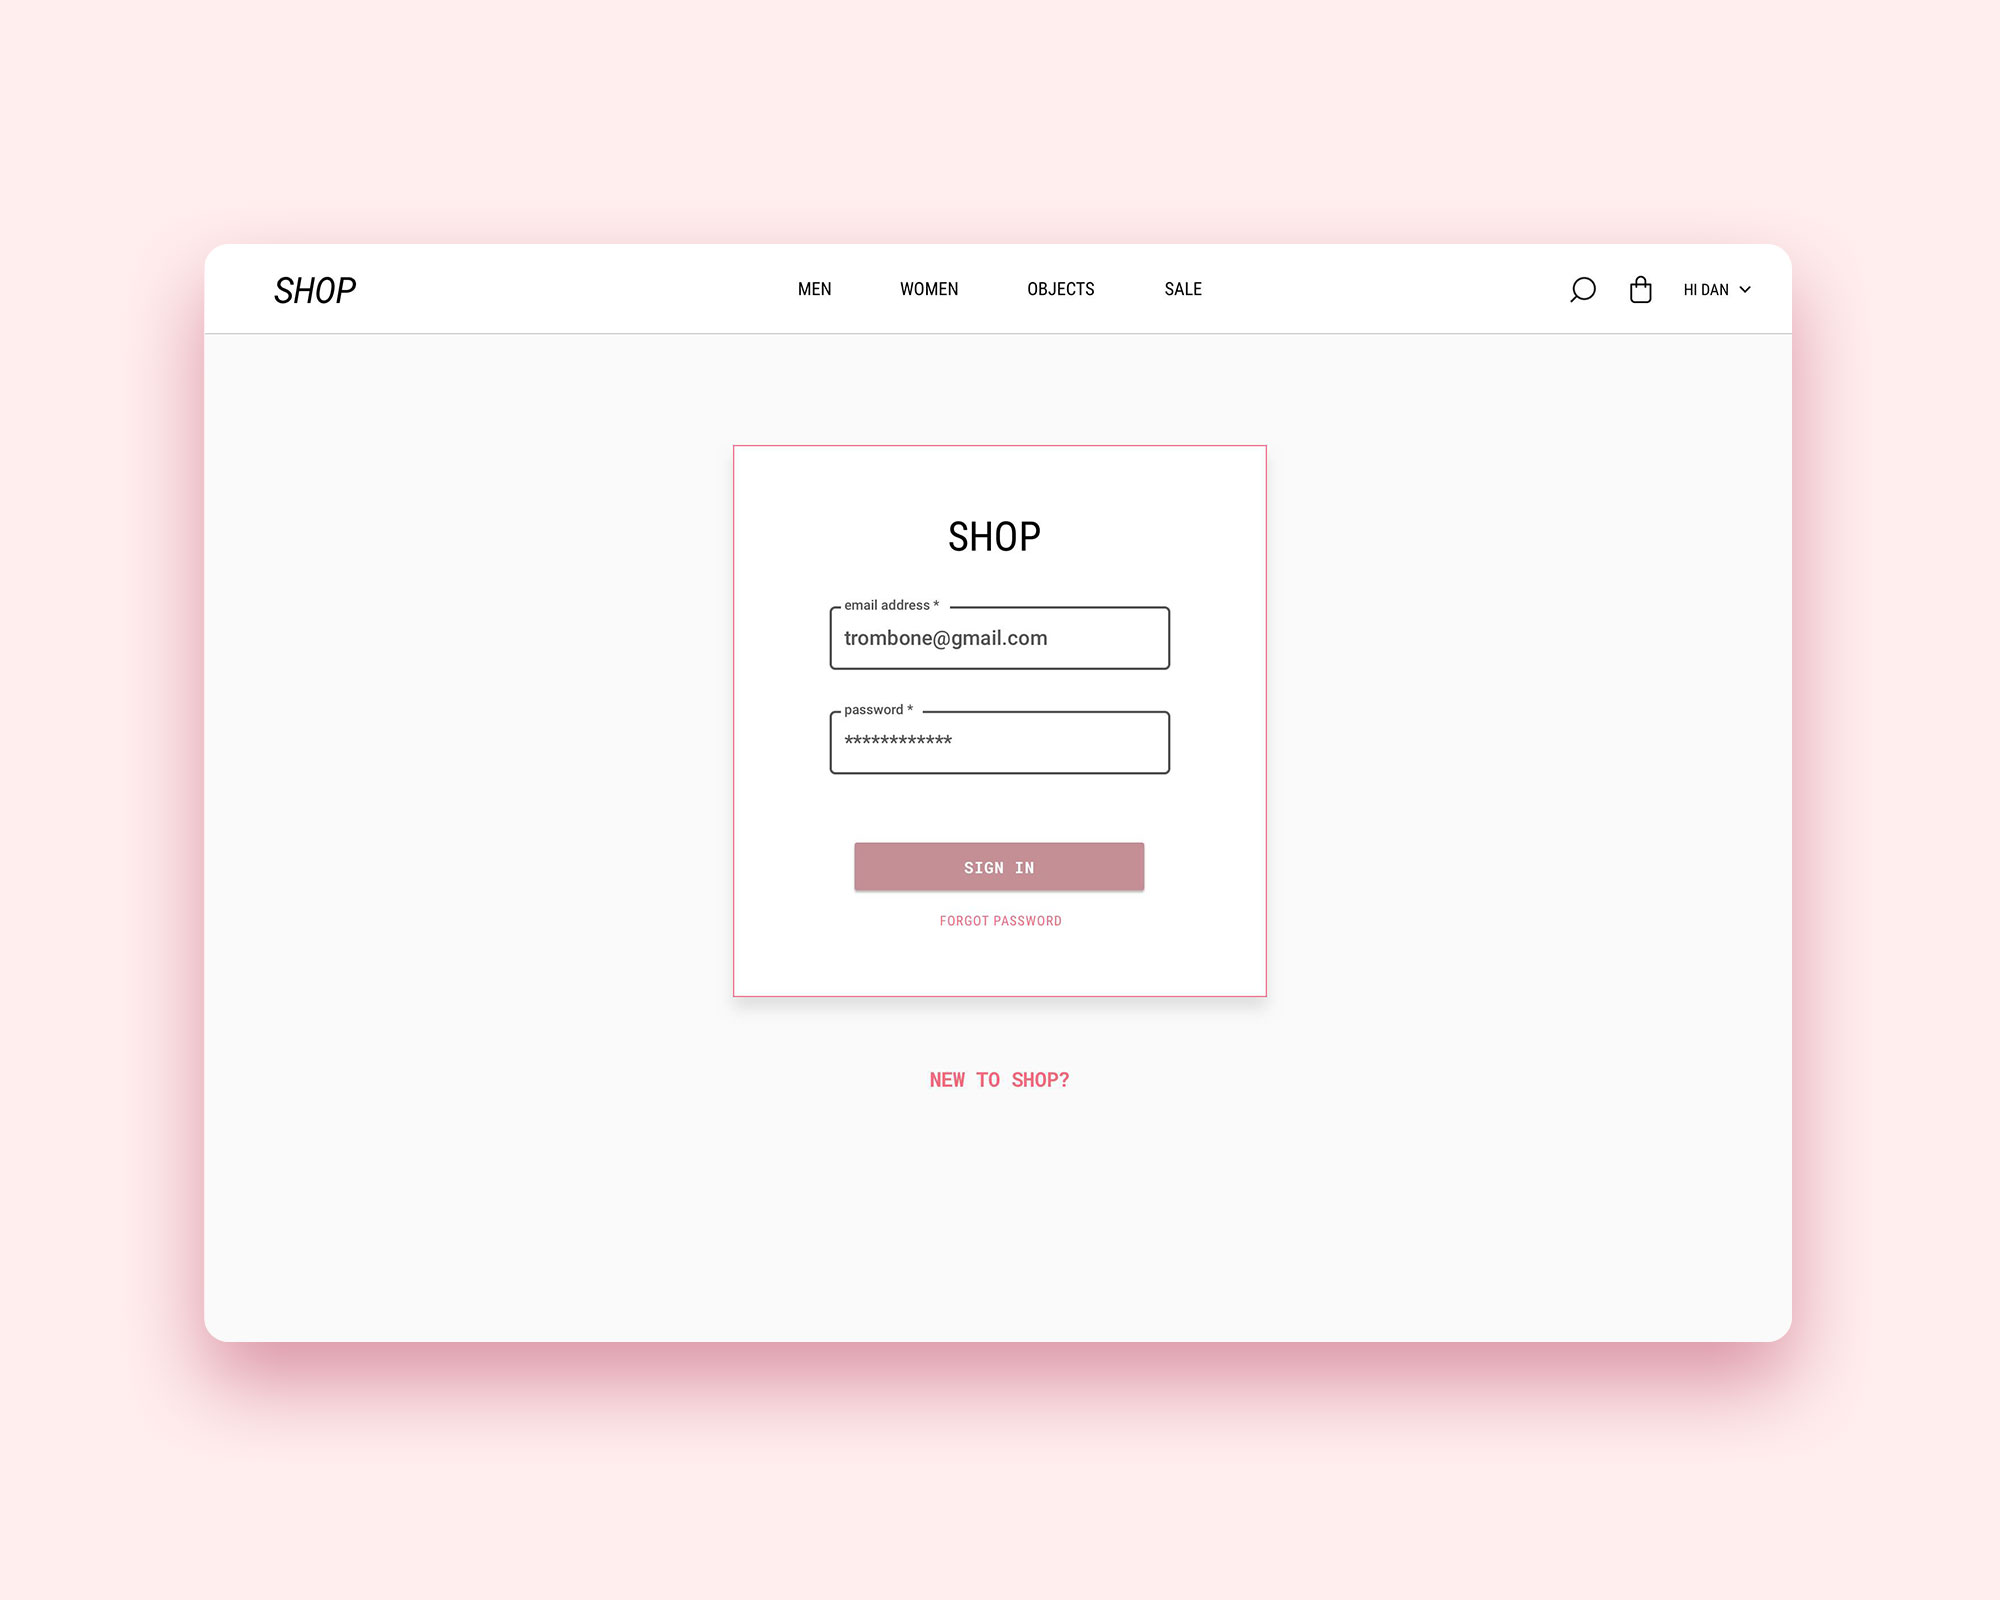 SHOP
MEN WOMEN OBJECTS SALE
HI DAN
SHOP
email address *
trombone@gmail.com
password *
************
SIGN IN
FORGOT PASSWORD
NEW TO SHOP?